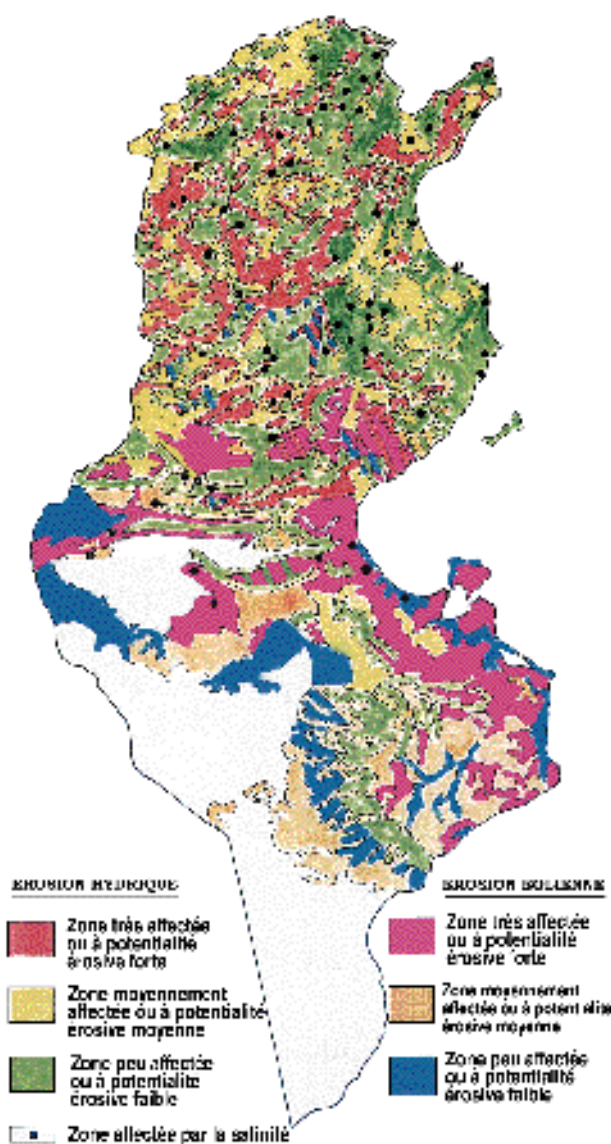 EROSION HYDRIQUE
Zone très affectée
ou à potentialité
érosive forte
Zone moyennement
affectée ou à potentialité
érosive moyenne
Zone peu affectée
ou à potentialite
érosive faible
Zone affectée par la salinité
EROSION EOLIENNE
Zone très affectée
ou à potentialité
érosive forte
Zone moyennement
affectée ou à potentialite
érosive moyenne
Zone peu affectée
ou à potentialité
érosive faible